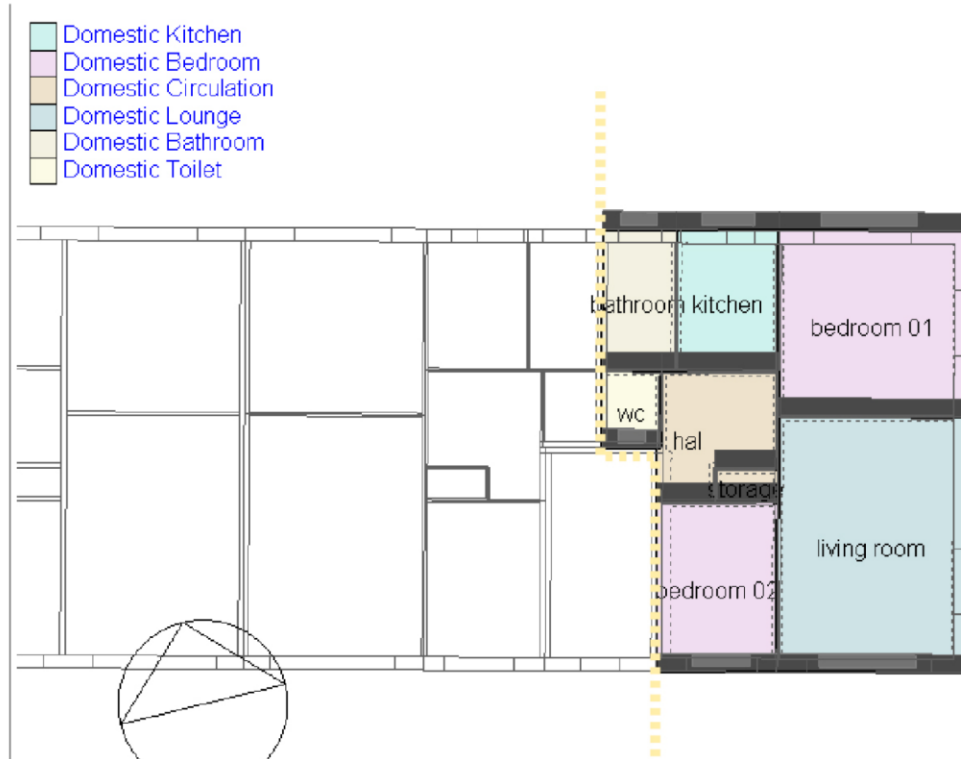 Domestic Kitchen
Domestic Bedroom
Domestic Circulation
Domestic Lounge
Domestic Bathroom
Domestic Toilet
bathroom kitchen
bedroom 01
wc
hal
storage
living room
bedroom 02